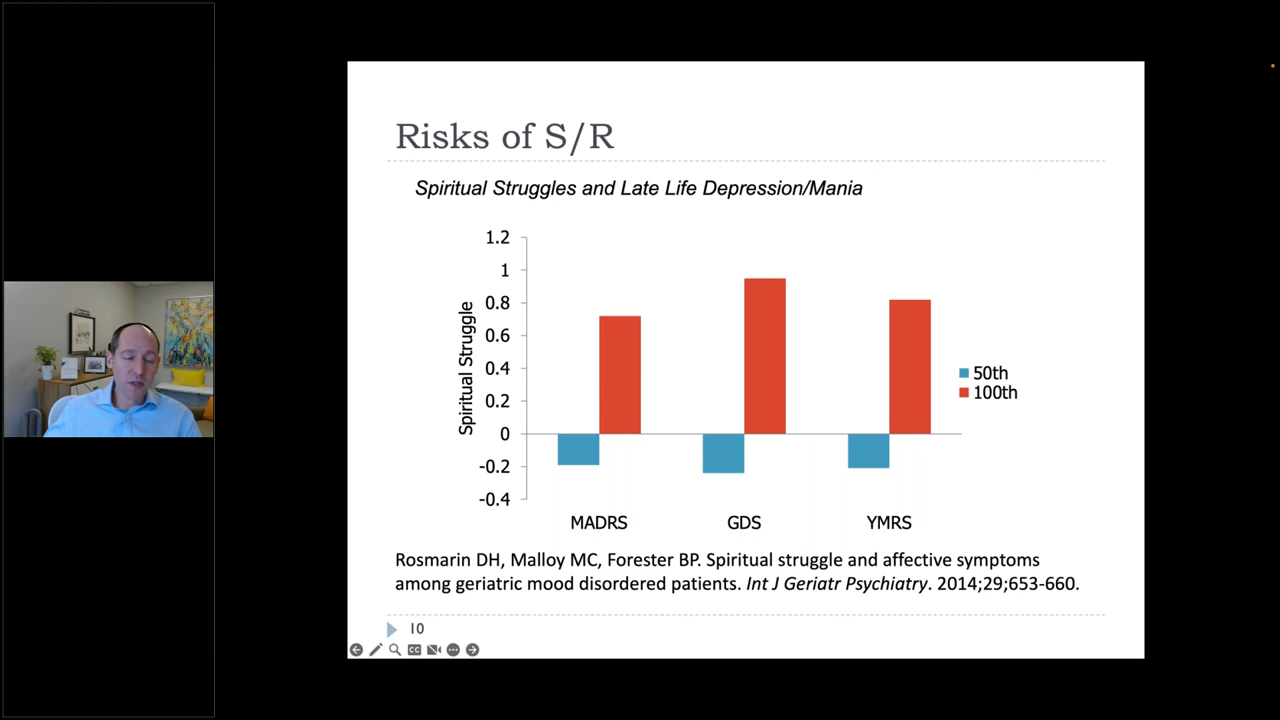 Risks of S/R
Spiritual Struggles and Late Life Depression/Mania
1.2
1
0.8
0.6
0.4
0.2
0
-0.2
-0.4
Spiritual Struggle
MADRS
GDS
YMRS
50th
100th
Rosmarin DH, Malloy MC, Forester BP. Spiritual struggle and affective symptoms
among geriatric mood disordered patients. Int J Geriatr Psychiatry. 2014;29;653-660.
10
CC